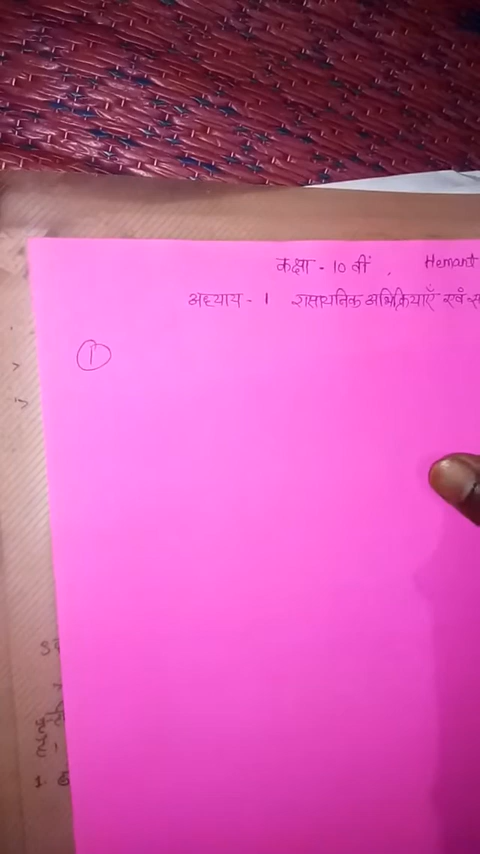 कक्षा - 10 वीं , Hemant
अध्याय - 1 रासायनिक अभिक्रियाएँ एवं
1